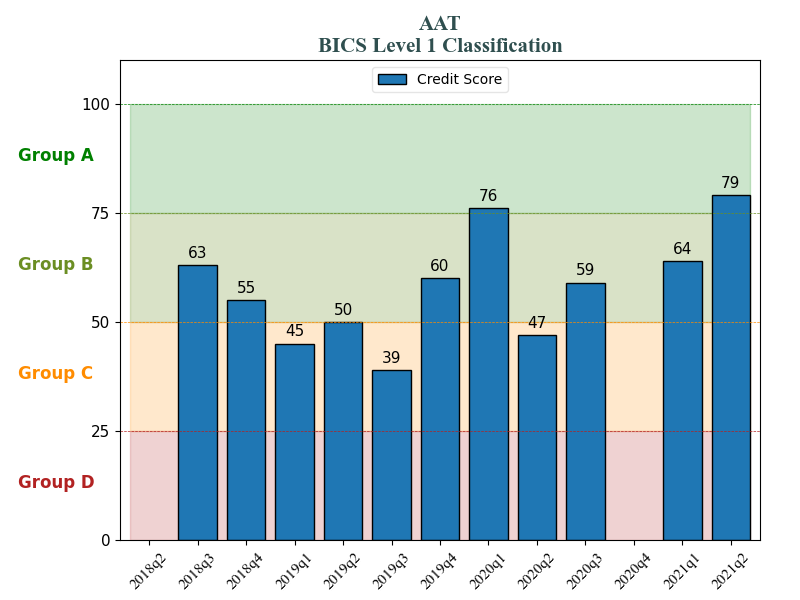 AAT
BICS Level 1 Classification
Credit Score
100
Group A
79
76
75
63
64
Group B
60
59
55
50
50
47
45
39
Group C
25
Group D
0
2018q2
2018q3
2018q4
2019q1
2019q2
2019q3
2019q4
2020q1
2020q2
2020q3
2020q4
2021q1
2021q2